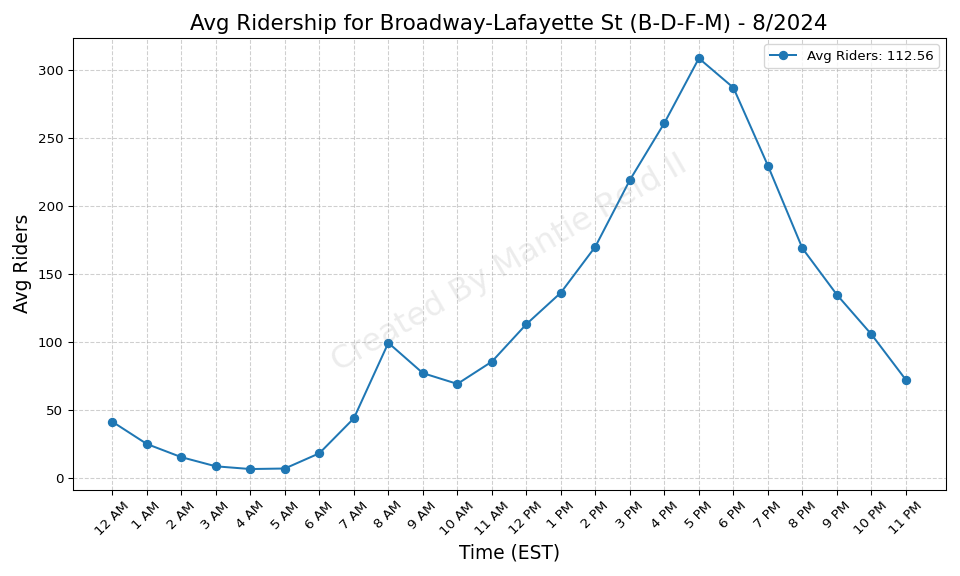 Avg Ridership for Broadway-Lafayette St (B-D-F-M) - 8/2024
Avg Riders: 112.56
300
250
200
150
100
50
0
Avg Riders
Created By Mantle Reid II
12 AM
1 AM
2 AM
3 AM
4 AM
5 AM
6 AM
7 AM
8 AM
9 AM
10 AM
11 AM
12 PM
1 PM
2 PM
3 PM
4 PM
5 PM
6 PM
7 PM
8 PM
9 PM
10 PM
11 PM
Time (EST)